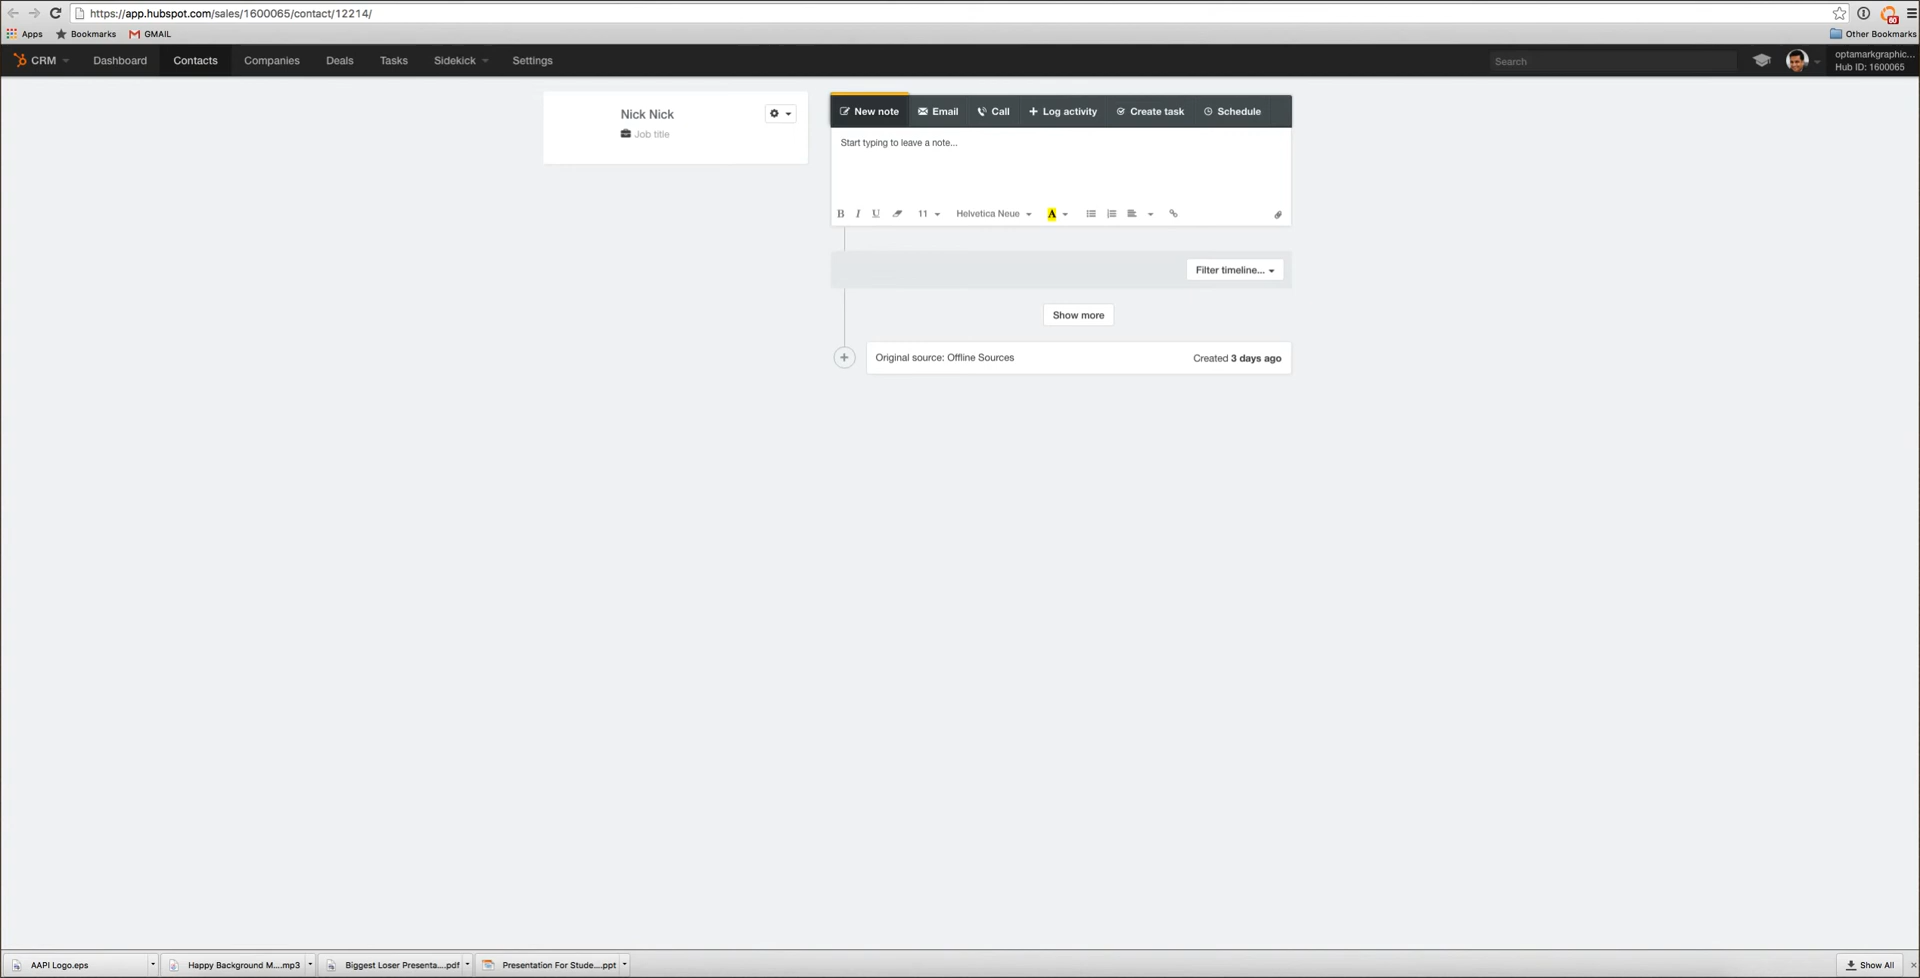 https://app.hubspot.com/sales/1600065/contact/12214/
60
Apps Bookmarks GMAIL Other Bookmarks
CRM Dashboard Contacts Companies Deals Tasks Sidekick Settings Search optamarkgraphic...
Hub ID: 1600065
Nick Nick
Job title
New note Email Call Log activity Create task Schedule
Start typing to leave a note...
B I U 11 Helvetica Neue A
Filter timeline...
Show more
Original source: Offline Sources Created 3 days ago
AAPI Logo.eps Happy Background M....mp3 Biggest Loser Presenta....pdf Presentation For Stude....ppt Show All